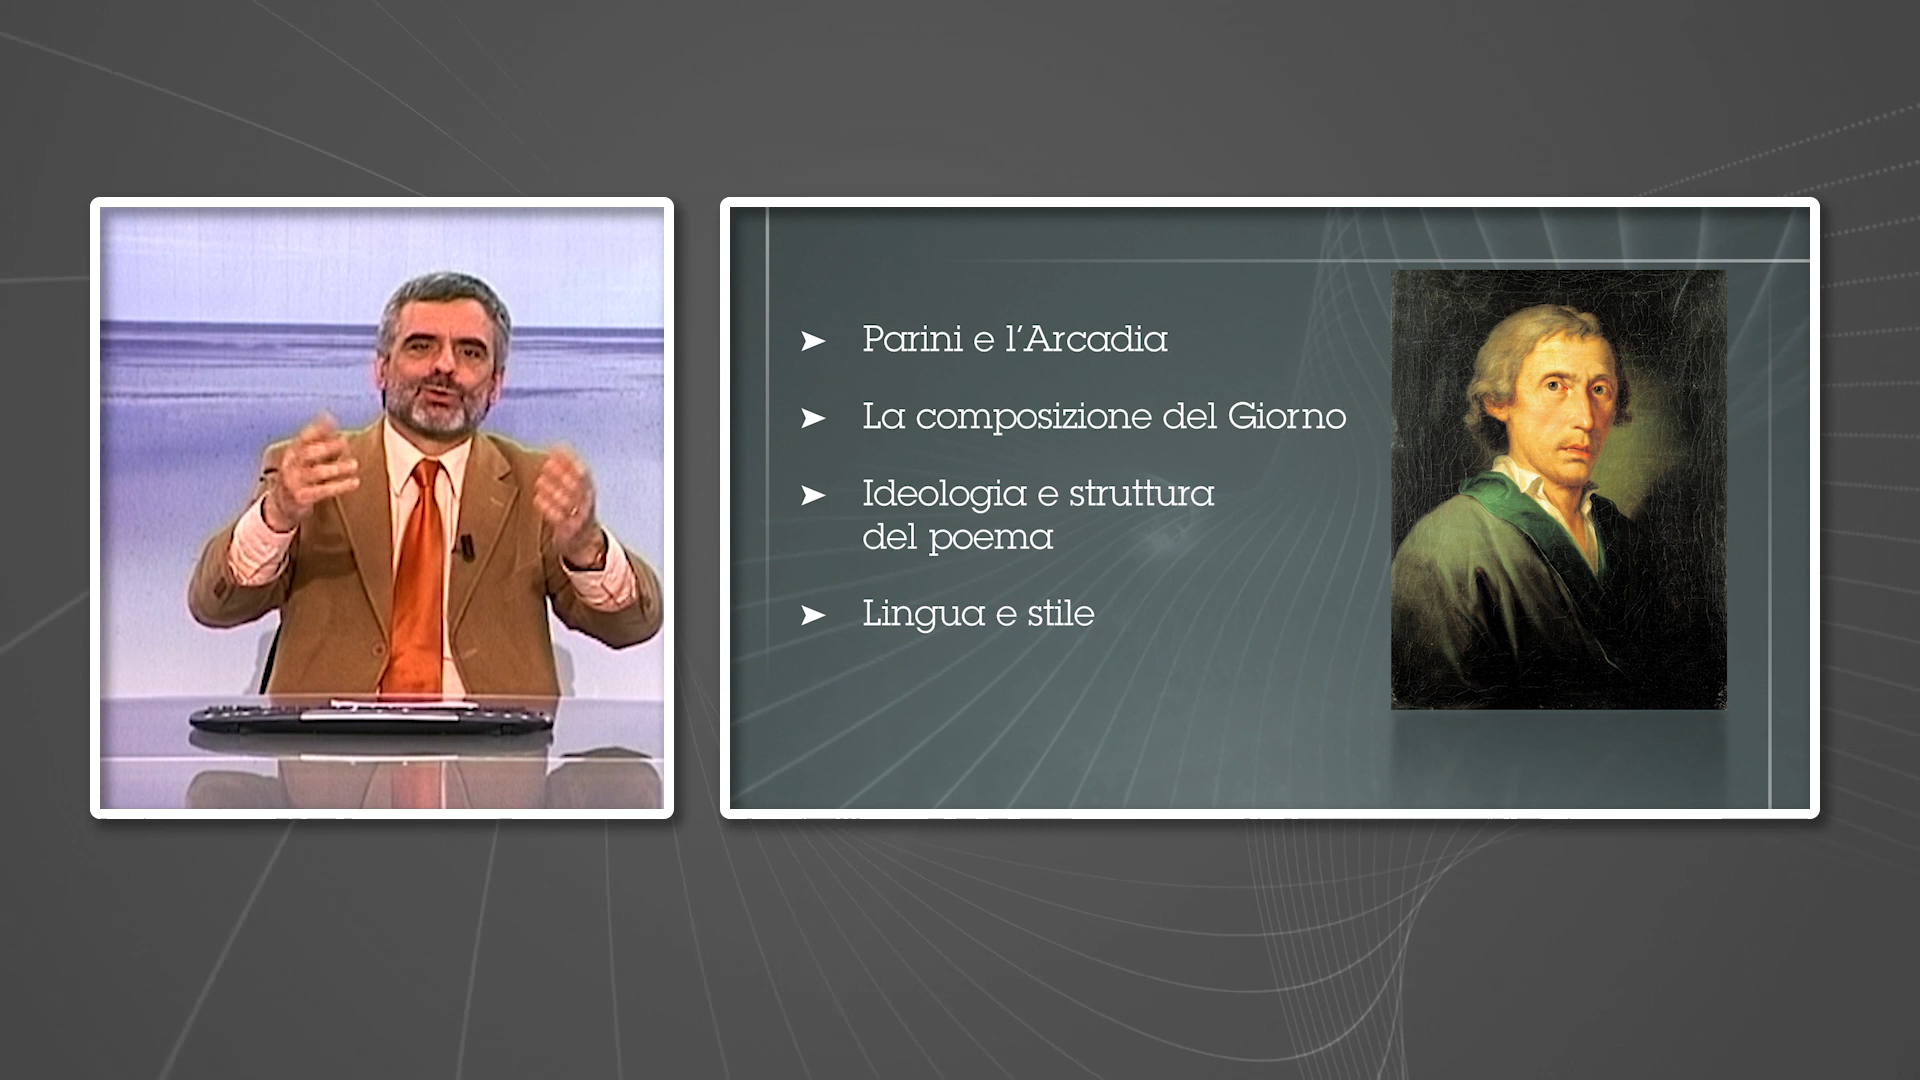 Parini e l'Arcadia
La composizione del Giorno
Ideologia e struttura
del poema
Lingua e stile